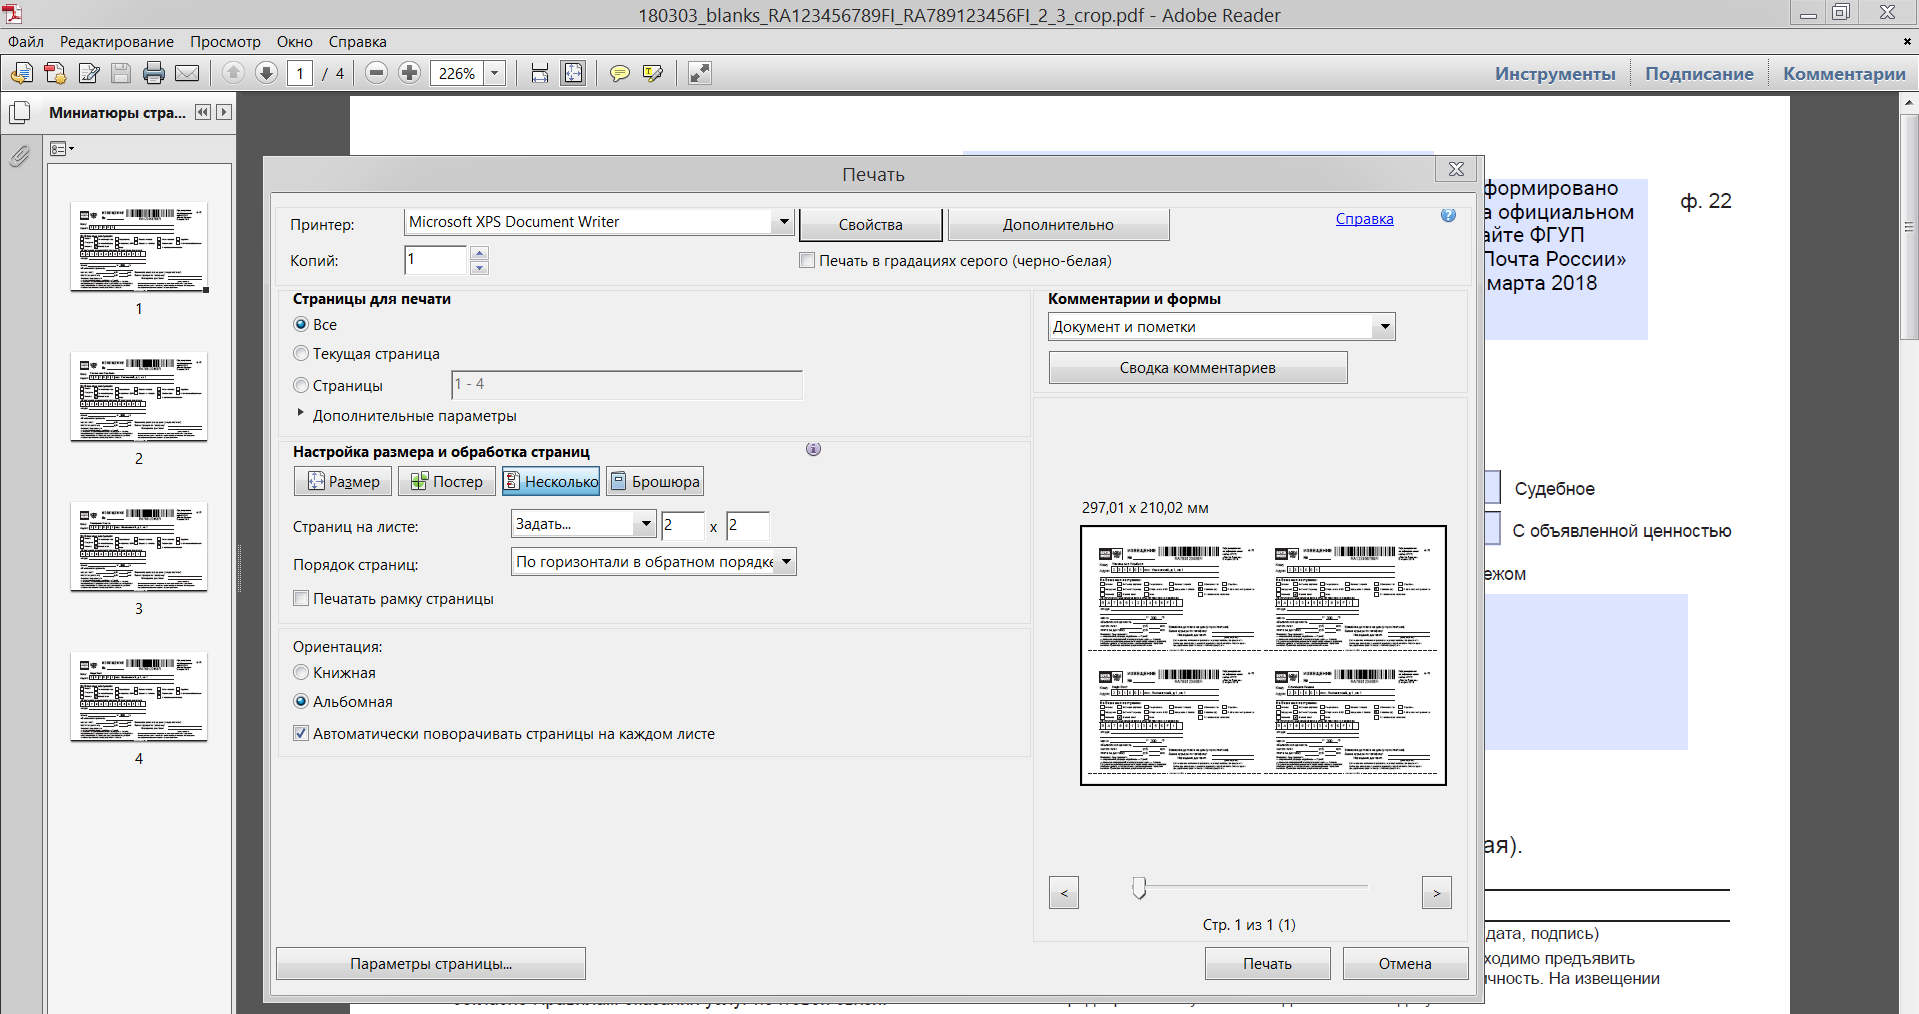 180303_blanks_RA123456789FI_RA789123456FI_2_3_crop.pdf - Adobe Reader
Файл Редактирование Просмотр Окно Справка
1 / 4 226% Инструменты Подписание Комментарии
Миниатюры стра...
1
2
3
4
Печать
Принтер: Microsoft XPS Document Writer Свойства Дополнительно Справка
Копий: 1 Печать в градациях серого (черно-белая)
Страницы для печати
Все
Текущая страница
Страницы 1 - 4
Дополнительные параметры
Настройка размера и обработка страниц
Размер Постер Несколько Брошюра
Страниц на листе: Задать... 2 x 2
Порядок страниц: По горизонтали в обратном порядке
Печатать рамку страницы
Ориентация:
Книжная
Альбомная
Автоматически поворачивать страницы на каждом листе
Комментарии и формы
Документ и пометки
Сводка комментариев
297,01 x 210,02 мм
< >
Стр. 1 из 1 (1)
Параметры страницы... Печать Отмена
формировано
а официальном
айте ФГУП
Почта России»
марта 2018
ф. 22
Судебное
С объявленной ценностью
ежом
ая).
дата, подпись)
ходимо предъявить
чность. На извещении